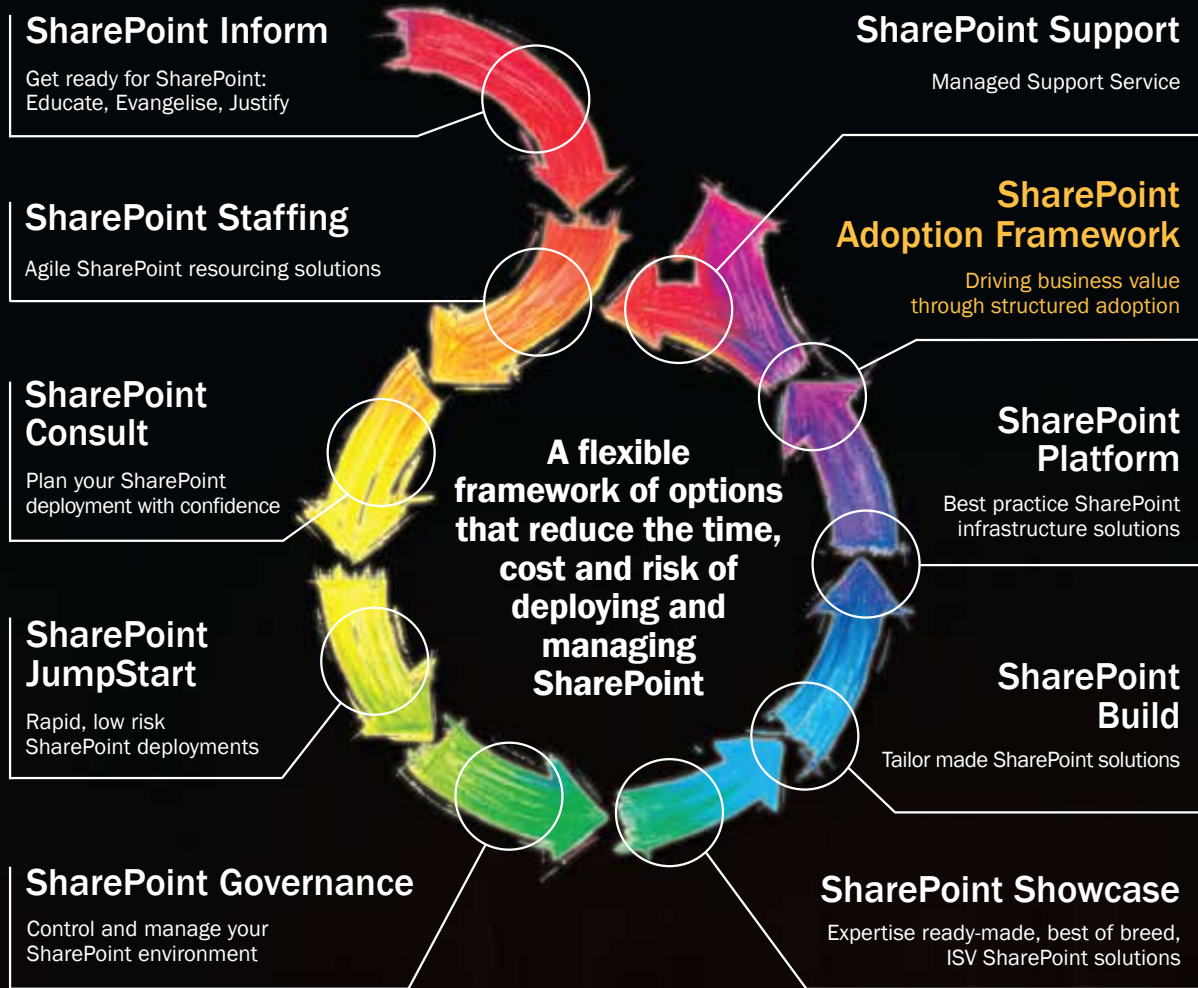 SharePoint Inform
Get ready for SharePoint:
Educate, Evangelise, Justify
SharePoint Staffing
Agile SharePoint resourcing solutions
SharePoint
Consult
Plan your SharePoint
deployment with confidence
SharePoint
JumpStart
Rapid, low risk
SharePoint deployments
SharePoint Governance
Control and manage your
SharePoint environment
A flexible
framework of options
that reduce the time,
cost and risk of
deploying and
managing
SharePoint
SharePoint Support
Managed Support Service
SharePoint
Adoption Framework
Driving business value
through structured adoption
SharePoint
Platform
Best practice SharePoint
infrastructure solutions
SharePoint
Build
Tailor made SharePoint solutions
SharePoint Showcase
Expertise ready-made, best of breed,
ISV SharePoint solutions